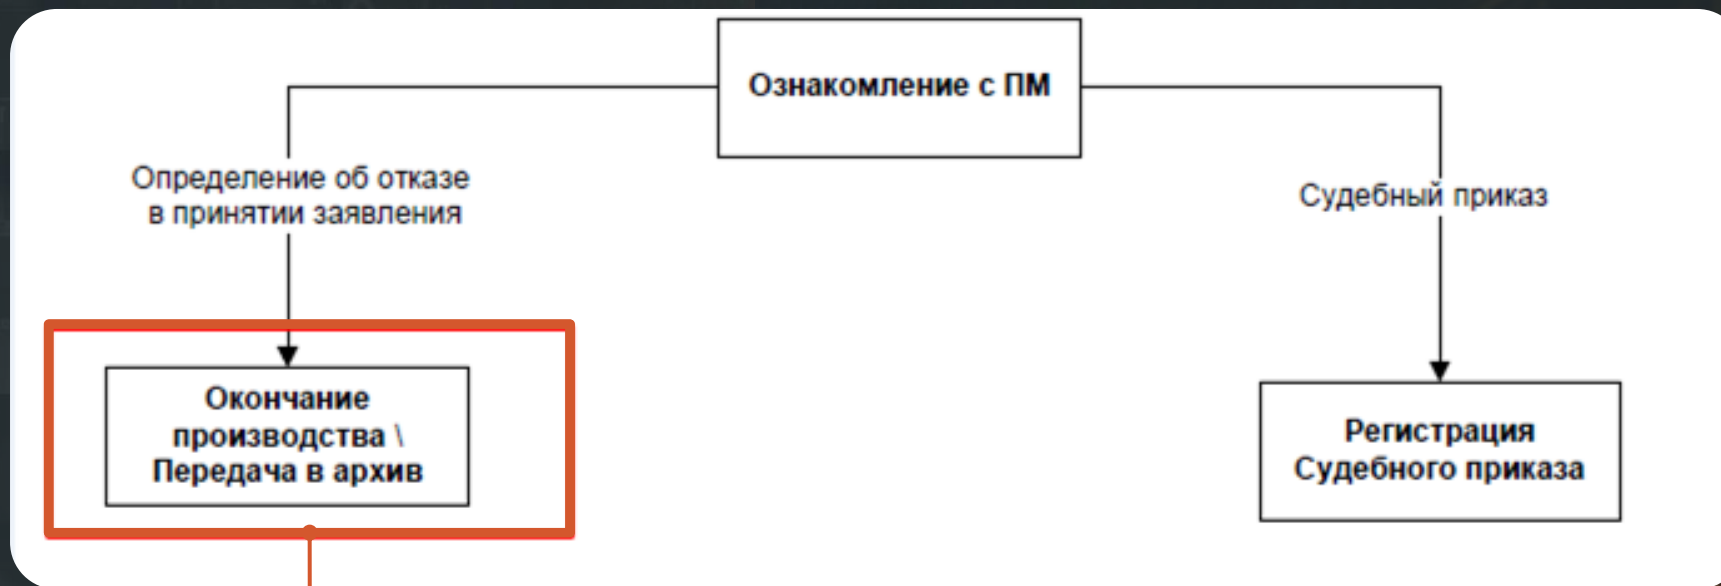 Ознакомление с ПМ
Определение об отказе
в принятии заявления
Судебный приказ
Окончание
производства \
Передача в архив
Регистрация
Судебного приказа